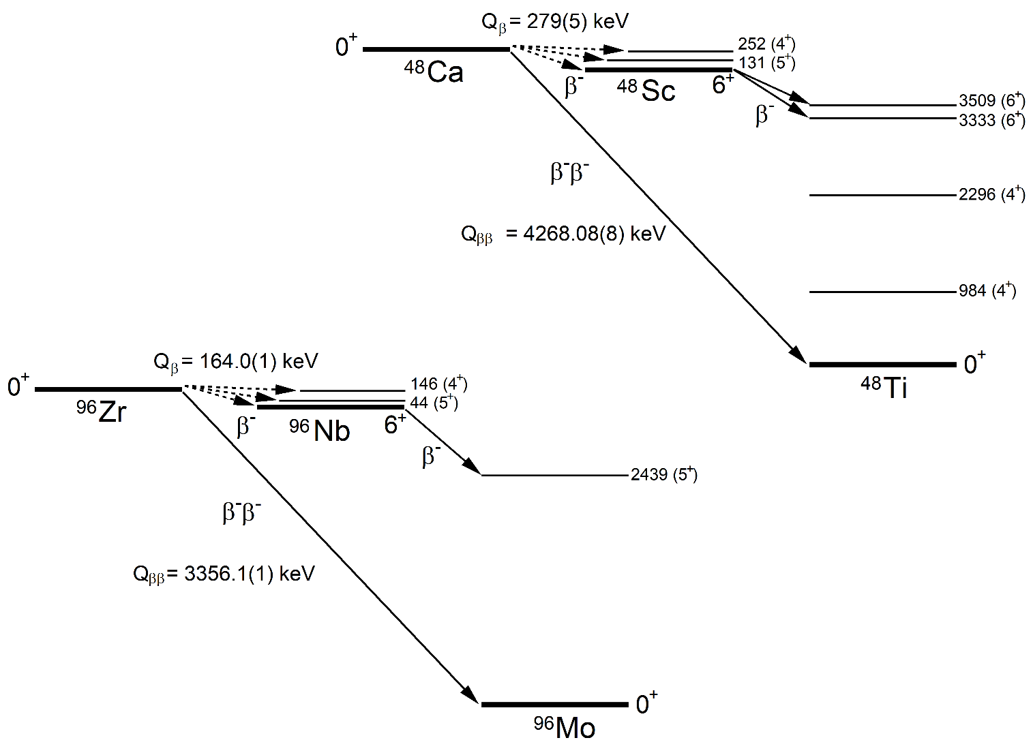 Qβ = 279(5) keV
0⁺
⁴⁸Ca
252 (4⁺)
131 (5⁺)
β⁻
⁴⁸Sc
6⁺
β⁻
3509 (6⁺)
3333 (6⁺)
β⁻β⁻
2296 (4⁺)
Qββ = 4268.08(8) keV
984 (4⁺)
0⁺
⁴⁸Ti
Qβ = 164.0(1) keV
0⁺
⁹⁶Zr
146 (4⁺)
44 (5⁺)
β⁻
⁹⁶Nb
6⁺
β⁻
2439 (5⁺)
β⁻β⁻
Qββ = 3356.1(1) keV
0⁺
⁹⁶Mo